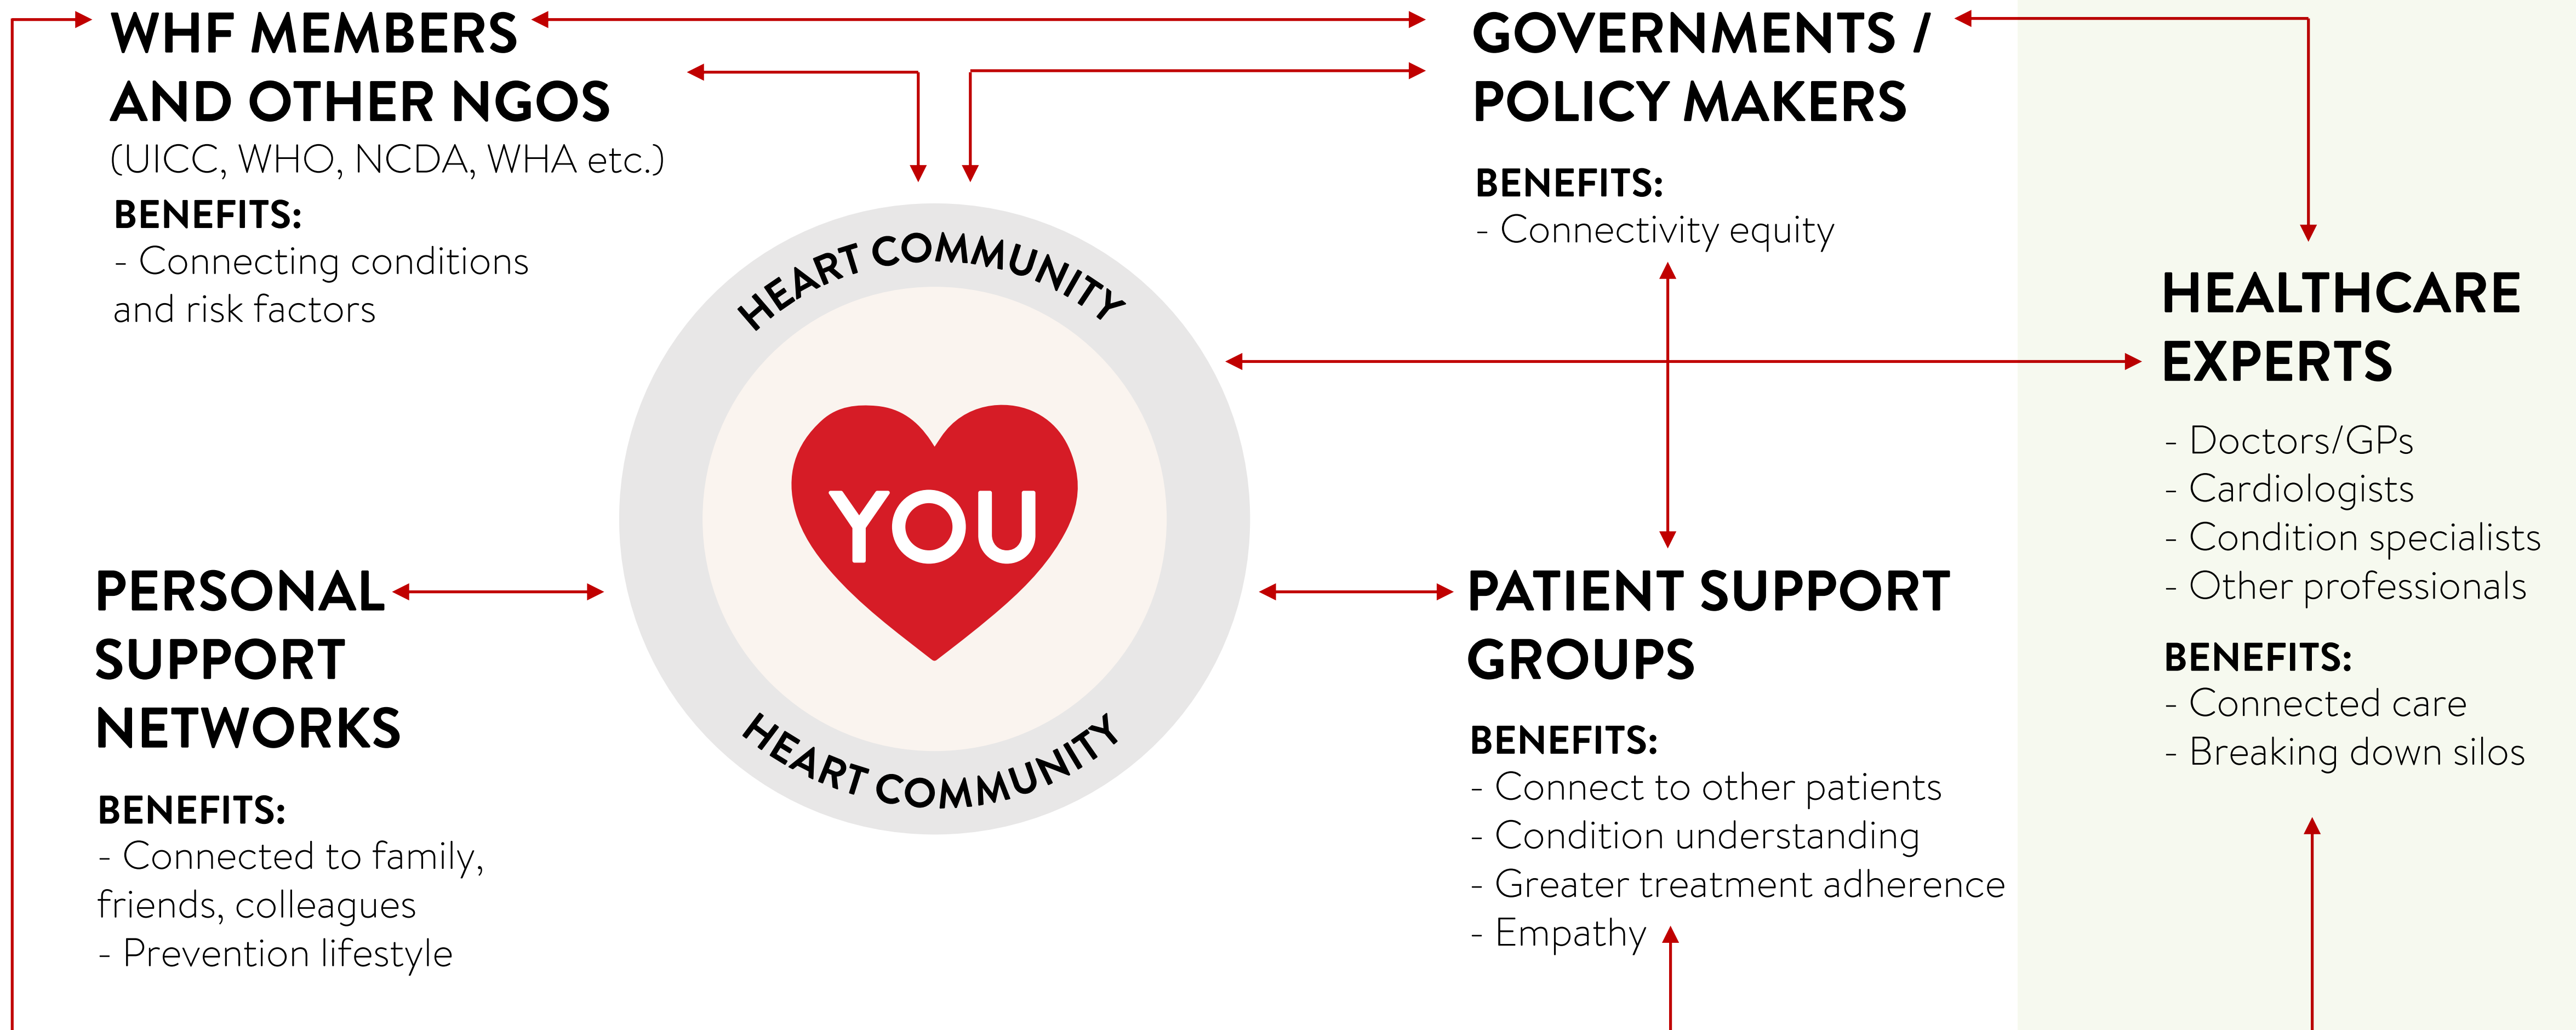 WHF MEMBERS
AND OTHER NGOS
(UICC, WHO, NCDA, WHA etc.)
BENEFITS:
- Connecting conditions
and risk factors
GOVERNMENTS /
POLICY MAKERS
BENEFITS:
- Connectivity equity
HEART COMMUNITY
YOU
HEART COMMUNITY
HEALTHCARE
EXPERTS
- Doctors/GPs
- Cardiologists
- Condition specialists
- Other professionals
BENEFITS:
- Connected care
- Breaking down silos
PERSONAL
SUPPORT
NETWORKS
BENEFITS:
- Connected to family,
friends, colleagues
- Prevention lifestyle
PATIENT SUPPORT
GROUPS
BENEFITS:
- Connect to other patients
- Condition understanding
- Greater treatment adherence
- Empathy